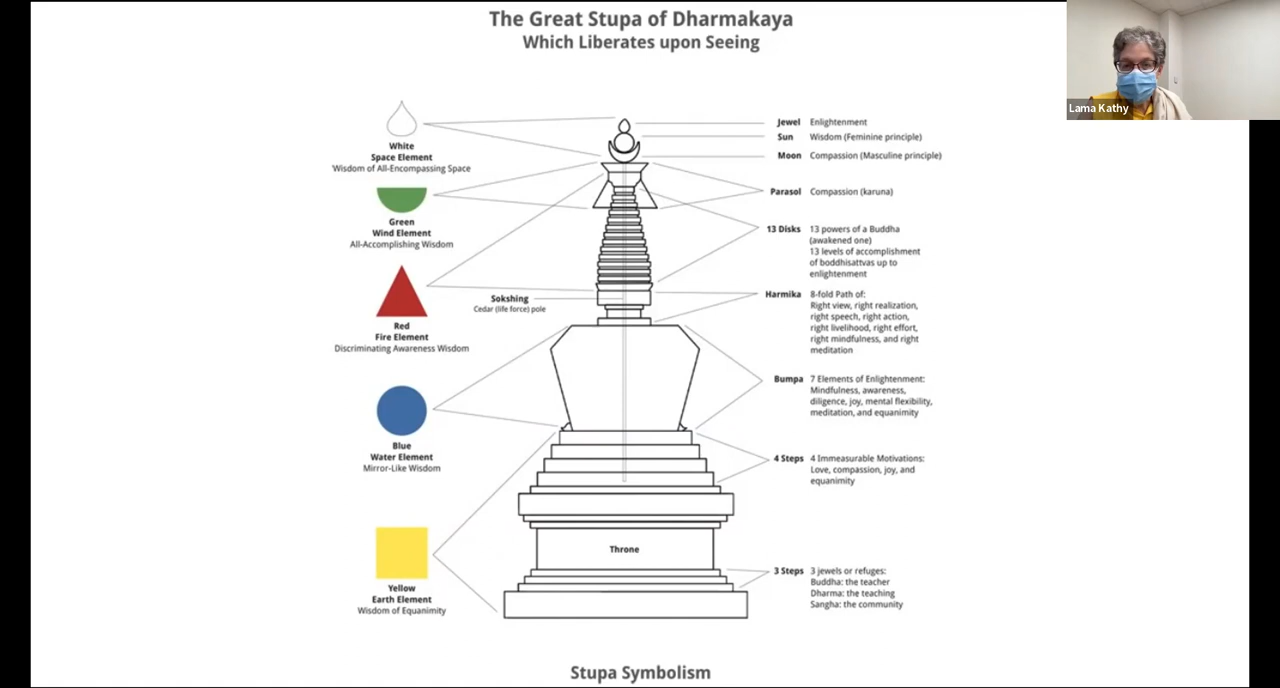 The Great Stupa of Dharmakaya
Which Liberates upon Seeing
Lama Kathy
White
Space Element
'Wisdom of All-Encompassing Space
Green
Wind Element
All-Accomplishing Wisdom
Red
Fire Element
Discriminating Awareness Wisdom
Blue
Water Element
Mirror-Like Wisdom
Yellow
Earth Element
Wisdom of Equanimity
Sokshing
Cedar (life force) pole
Throne
Jewel Enlightenment
Sun Wisdom (Feminine principle)
Moon Compassion (Masculine principle)
Parasol Compassion (karuna)
13 Disks 13 powers of a Buddha
(awakened one)
13 levels of accomplishment
of boddhisattvas up to
enlightenment
Harmika 8-fold Path of:
Right view, right realization,
right speech, right action,
right livelihood, right effort,
right mindfulness, and right
meditation
Bumpa 7 Elements of Enlightenment:
Mindfulness, awareness,
diligence, joy, mental flexibility,
meditation, and equanimity
4 Steps 4 Immeasurable Motivations:
Love, compassion, joy, and
equanimity
3 Steps 3 jewels or refuges:
Buddha: the teacher
Dharma: the teaching
Sangha: the community
Stupa Symbolism